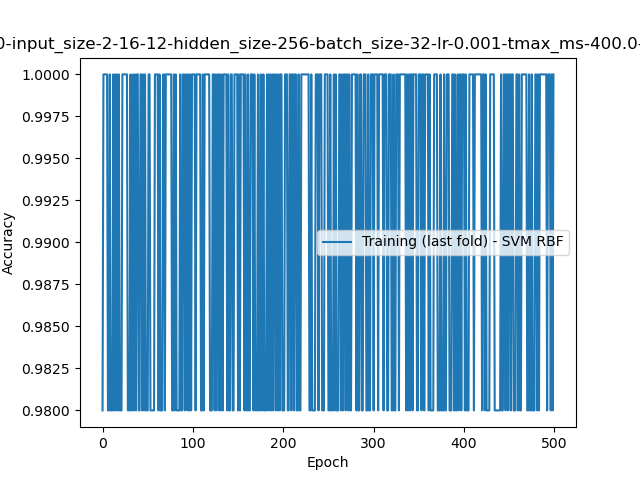 0-input_size-2-16-12-hidden_size-256-batch_size-32-lr-0.001-tmax_ms-400.0-
1.0000
0.9975
0.9950
0.9925
0.9900
0.9875
0.9850
0.9825
0.9800
Accuracy
Training (last fold) - SVM RBF
0 100 200 300 400 500
Epoch